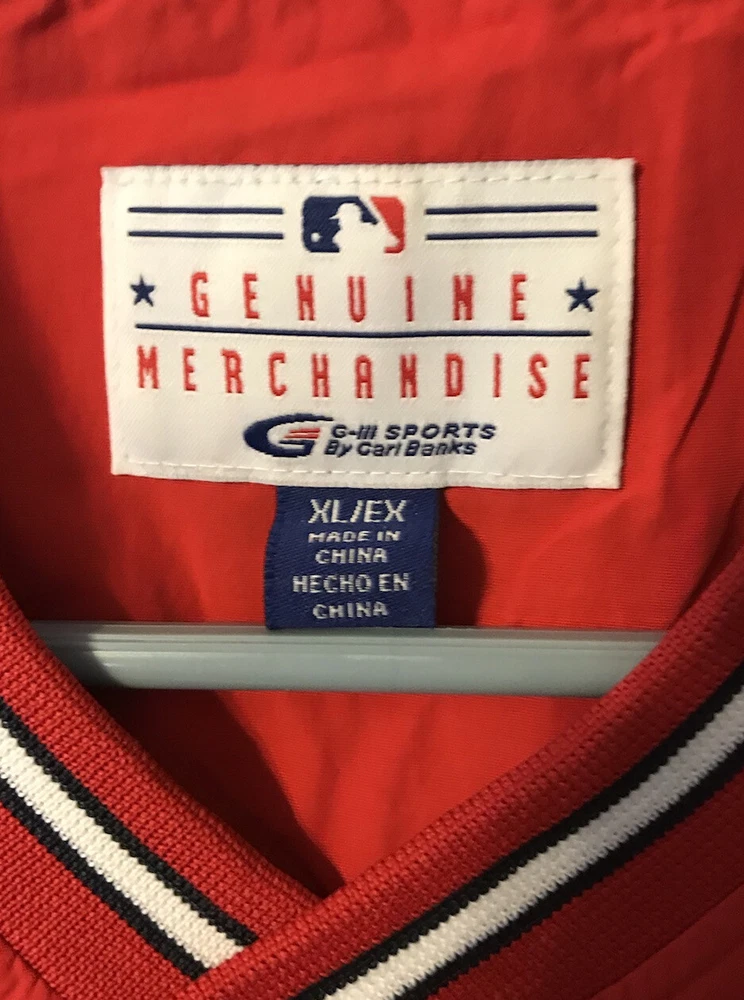 GENUINE
MERCHANDISE
G-III SPORTS
By Carl Banks
XL/EX
MADE IN
CHINA
HECHO EN
CHINA